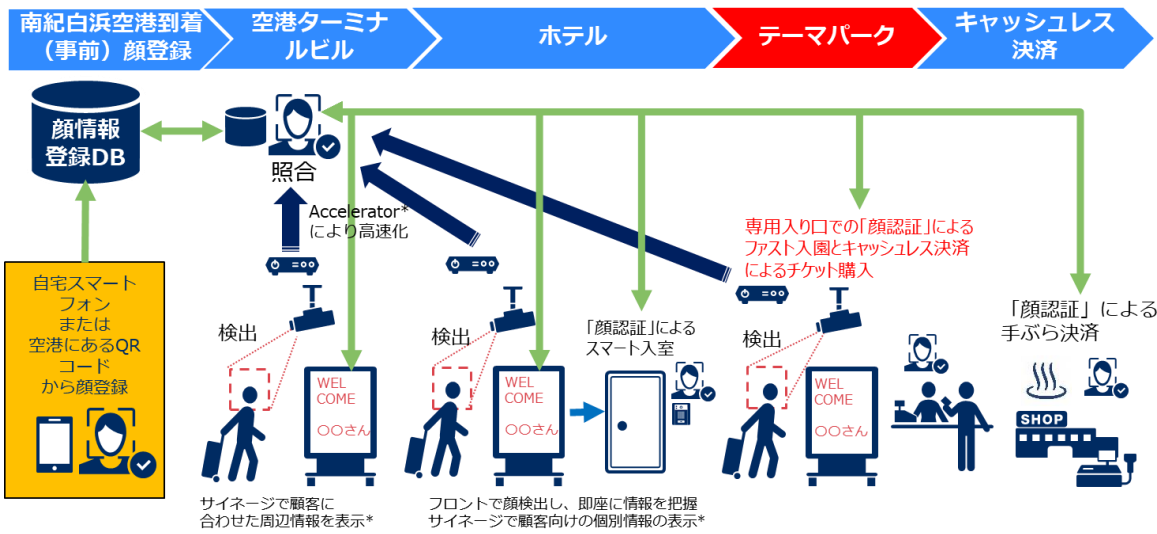 南紀白浜空港到着
（事前）顔登録
空港ターミナ
ルビル
ホテル
テーマパーク
キャッシュレス
決済
顔情報
登録DB
照合
Accelerator*
により高速化
自宅スマート
フォン
または
空港にあるQR
コード
から顔登録
検出
WEL
COME
〇〇さん
サイネージで顧客に
合わせた周辺情報を表示*
検出
WEL
COME
〇〇さん
フロントで顔検出し、即座に情報を把握
サイネージで顧客向けの個別情報の表示*
「顔認証」による
スマート入室
専用入り口での「顔認証」による
ファスト入園とキャッシュレス決済
によるチケット購入
検出
WEL
COME
〇〇さん
「顔認証」による
手ぶら決済
SHOP